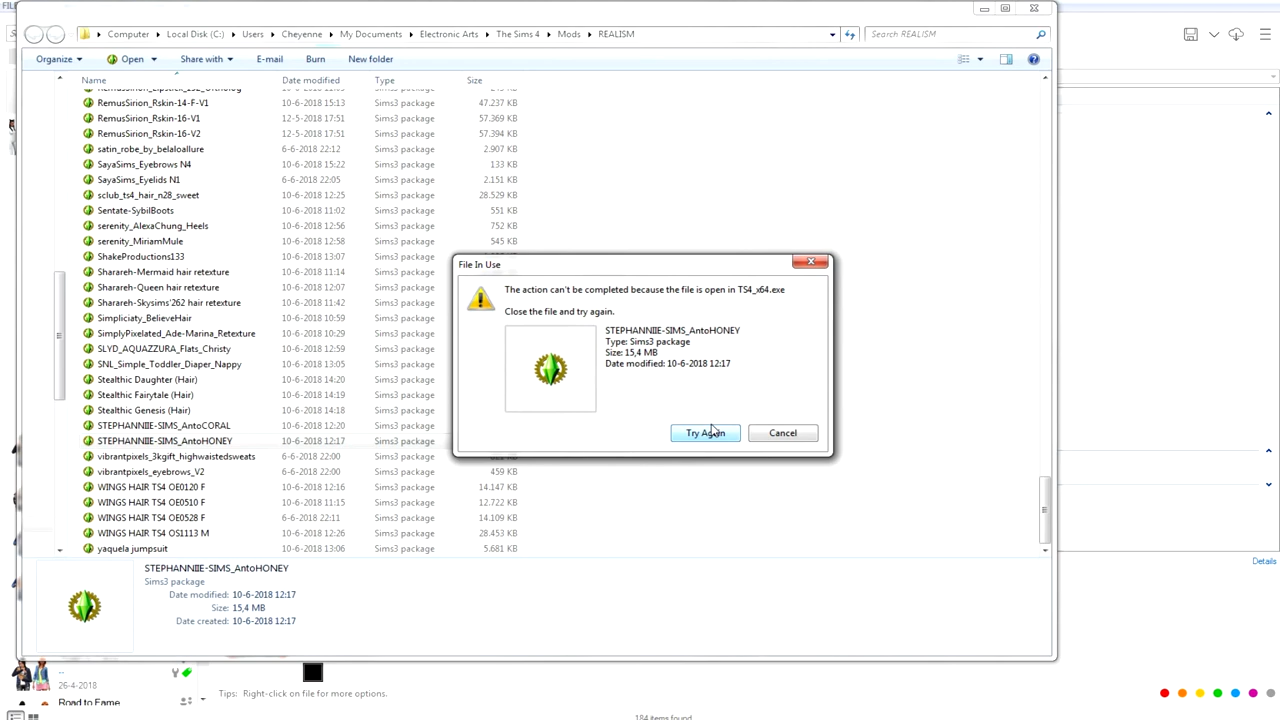 FILE
Computer Local Disk (C:) Users Cheyenne My Documents Electronic Arts The Sims 4 Mods REALISM
Search REALISM
Organize Open Share with E-mail Burn New folder
Name Date modified Type Size
RemusSirion_Rskin-14-F-V1 10-6-2018 15:13 Sims3 package 47.237 KB
RemusSirion_Rskin-16-V1 12-5-2018 17:51 Sims3 package 57.369 KB
RemusSirion_Rskin-16-V2 12-5-2018 17:51 Sims3 package 57.394 KB
satin_robe_by_belaloallure 6-6-2018 22:12 Sims3 package 2.907 KB
SayaSims_Eyebrows N4 10-6-2018 15:22 Sims3 package 133 KB
SayaSims_Eyelids N1 6-6-2018 22:05 Sims3 package 2.151 KB
sclub_ts4_hair_n28_sweet 10-6-2018 12:25 Sims3 package 28.529 KB
Sentate-SybilBoots 10-6-2018 11:02 Sims3 package 551 KB
serenity_AlexaChung_Heels 10-6-2018 12:56 Sims3 package 752 KB
serenity_MiriamMule 10-6-2018 12:58 Sims3 package 545 KB
ShakeProductions133 10-6-2018 13:07 Sims3 package
Sharareh-Mermaid hair retexture 10-6-2018 11:14 Sims3 package
Sharareh-Queen hair retexture 10-6-2018 11:12 Sims3 package
Sharareh-Skysims'262 hair retexture 10-6-2018 11:42 Sims3 package
Simpliciaty_BelieveHair 10-6-2018 11:13 Sims3 package
SimplyPixelated_Ade-Marina_Retexture 10-6-2018 10:29 Sims3 package
SLYD_AQUAZZURA_Flats_Christy 10-6-2018 12:55 Sims3 package
SNL_Simple_Toddler_Diaper_Nappy 10-6-2018 13:05 Sims3 package
Stealthic Daughter (Hair) 10-6-2018 14:20 Sims3 package
Stealthic Fairytale (Hair) 10-6-2018 14:19 Sims3 package
Stealthic Genesis (Hair) 10-6-2018 14:18 Sims3 package
STEPHANNIIE-SIMS_AntoCORAL 10-6-2018 12:20 Sims3 package
STEPHANNIIE-SIMS_AntoHONEY 10-6-2018 12:17 Sims3 package
vibrantpixels_3kgift_highwaistedsweats 6-6-2018 22:00 Sims3 package
vibrantpixels_eyebrows_V2 6-6-2018 22:00 Sims3 package 459 KB
WINGS HAIR TS4 OE0120 F 10-6-2018 12:16 Sims3 package 14.147 KB
WINGS HAIR TS4 OE0510 F 10-6-2018 11:15 Sims3 package 12.722 KB
WINGS HAIR TS4 OE0528 F 6-6-2018 22:11 Sims3 package 14.109 KB
WINGS HAIR TS4 OS1113 M 10-6-2018 12:26 Sims3 package 28.453 KB
yaquela jumpsuit 10-6-2018 13:06 Sims3 package 5.681 KB
File In Use
The action can't be completed because the file is open in TS4_x64.exe
Close the file and try again.
STEPHANNIIE-SIMS_AntoHONEY
Type: Sims3 package
Size: 15,4 MB
Date modified: 10-6-2018 12:17
Try Again Cancel
STEPHANNIIE-SIMS_AntoHONEY
Sims3 package
Date modified: 10-6-2018 12:17
Size: 15,4 MB
Date created: 10-6-2018 12:17
Details
26-4-2018
Road to Fame
Tips: Right-click on file for more options.
184 items found